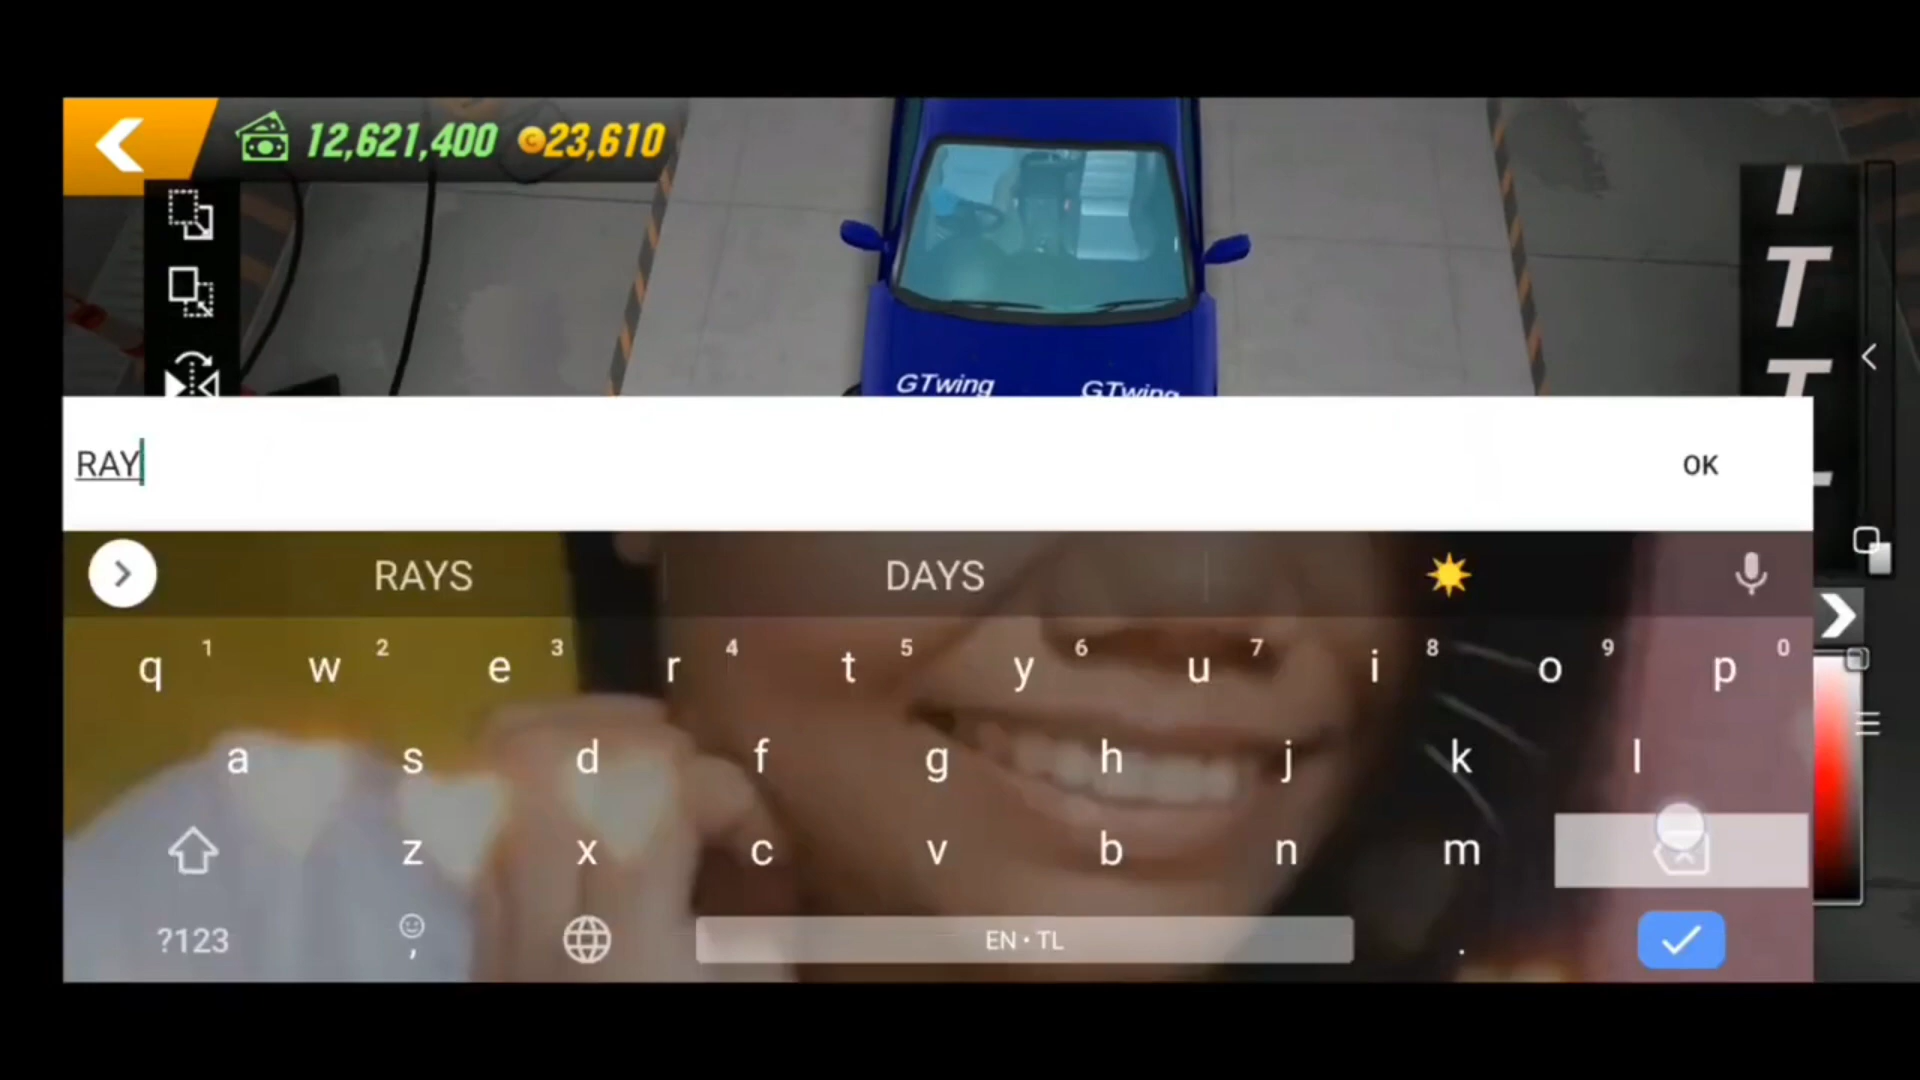 12,621,400 C 23,610
T
T
GTwing GTwing
RAY OK
RAYS DAYS
q 1 w 2 e 3 r 4 t 5 y 6 u 7 i 8 o 9 p 0
a s d f g h j k l
z x c v b n m
?123 , EN • TL .